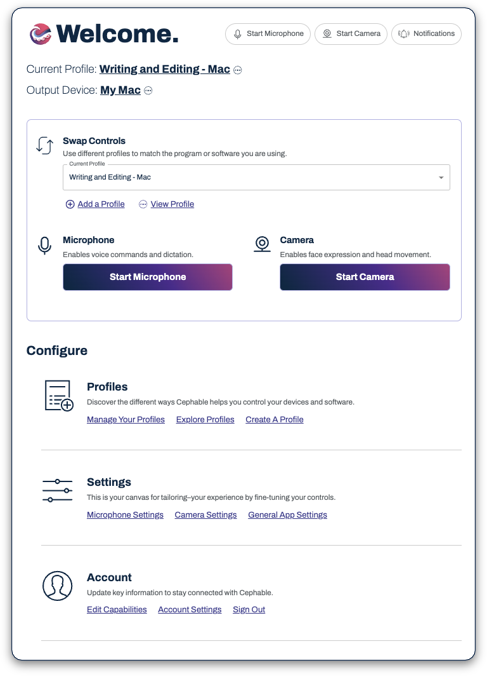 Welcome.
Start Microphone
Start Camera
Notifications
Current Profile: Writing and Editing - Mac
Output Device: My Mac
Swap Controls
Use different profiles to match the program or software you are using.
Current Profile
Writing and Editing - Mac
Add a Profile
View Profile
Microphone
Enables voice commands and dictation.
Start Microphone
Camera
Enables face expression and head movement.
Start Camera
Configure
Profiles
Discover the different ways Cephable helps you control your devices and software.
Manage Your Profiles
Explore Profiles
Create A Profile
Settings
This is your canvas for tailoring–your experience by fine-tuning your controls.
Microphone Settings
Camera Settings
General App Settings
Account
Update key information to stay connected with Cephable.
Edit Capabilities
Account Settings
Sign Out